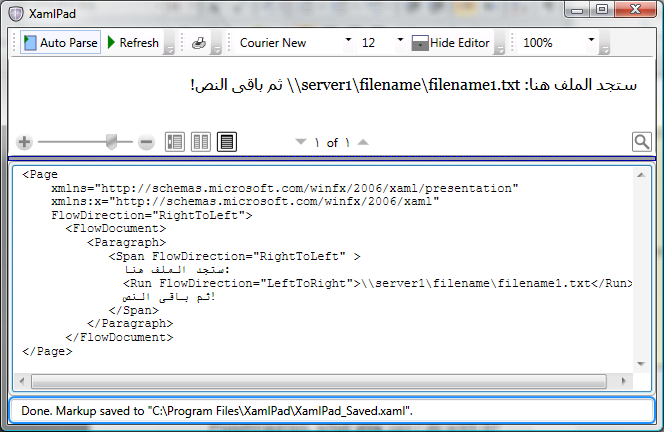 XamlPad
Auto Parse Refresh Courier New 12 Hide Editor 100%
ستجد الملف هنا: \\server1\filename\filename1.txt ثم باقى النص!
١ of ١
<Page
xmlns="http://schemas.microsoft.com/winfx/2006/xaml/presentation"
xmlns:x="http://schemas.microsoft.com/winfx/2006/xaml"
FlowDirection="RightToLeft">
<FlowDocument>
<Paragraph>
<Span FlowDirection="RightToLeft" >
ستجد الملف هنا:
<Run FlowDirection="LeftToRight">\\server1\filename\filename1.txt</Run>
ثم باقى النص!
</Span>
</Paragraph>
</FlowDocument>
</Page>
Done. Markup saved to "C:\Program Files\XamlPad\XamlPad_Saved.xaml".